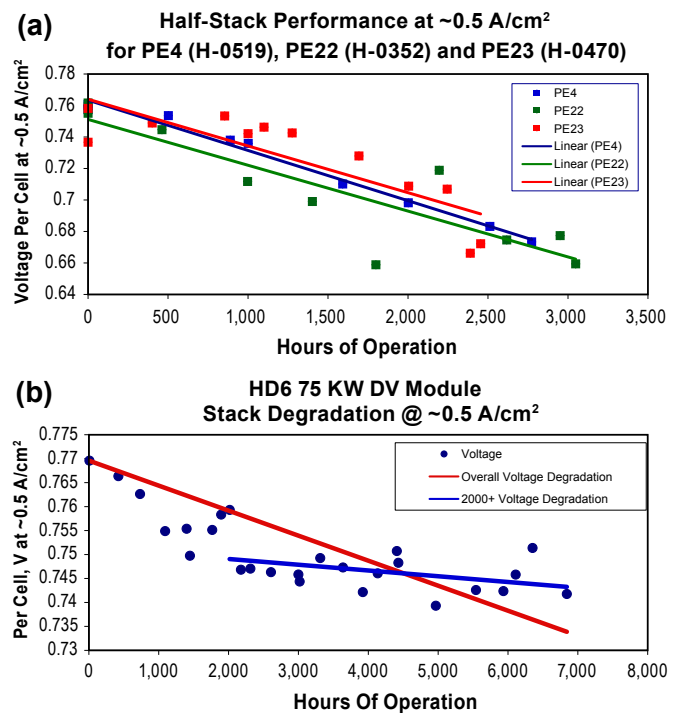 (a)
Half-Stack Performance at ~0.5 A/cm²
for PE4 (H-0519), PE22 (H-0352) and PE23 (H-0470)
Voltage Per Cell at ~0.5 A/cm²
0.78
0.76
0.74
0.72
0.7
0.68
0.66
0.64
PE4
PE22
PE23
Linear (PE4)
Linear (PE22)
Linear (PE23)
0
500
1,000
1,500
2,000
2,500
3,000
3,500
Hours of Operation
(b)
HD6 75 KW DV Module
Stack Degradation @ ~0.5 A/cm²
Per Cell, V at ~0.5 A/cm²
0.775
0.77
0.765
0.76
0.755
0.75
0.745
0.74
0.735
0.73
Voltage
Overall Voltage Degradation
2000+ Voltage Degradation
0
1,000
2,000
3,000
4,000
5,000
6,000
7,000
8,000
Hours Of Operation